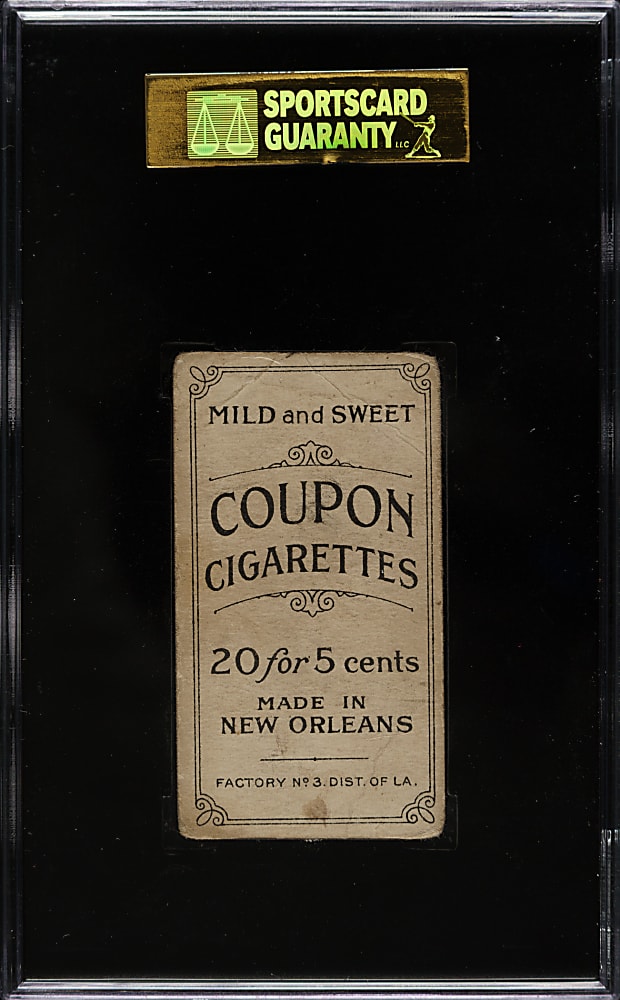 SPORTSCARD
GUARANTY LLC
MILD and SWEET
COUPON
CIGARETTES
20 for 5 cents
MADE IN
NEW ORLEANS
FACTORY Nº 3. DIST. OF LA.